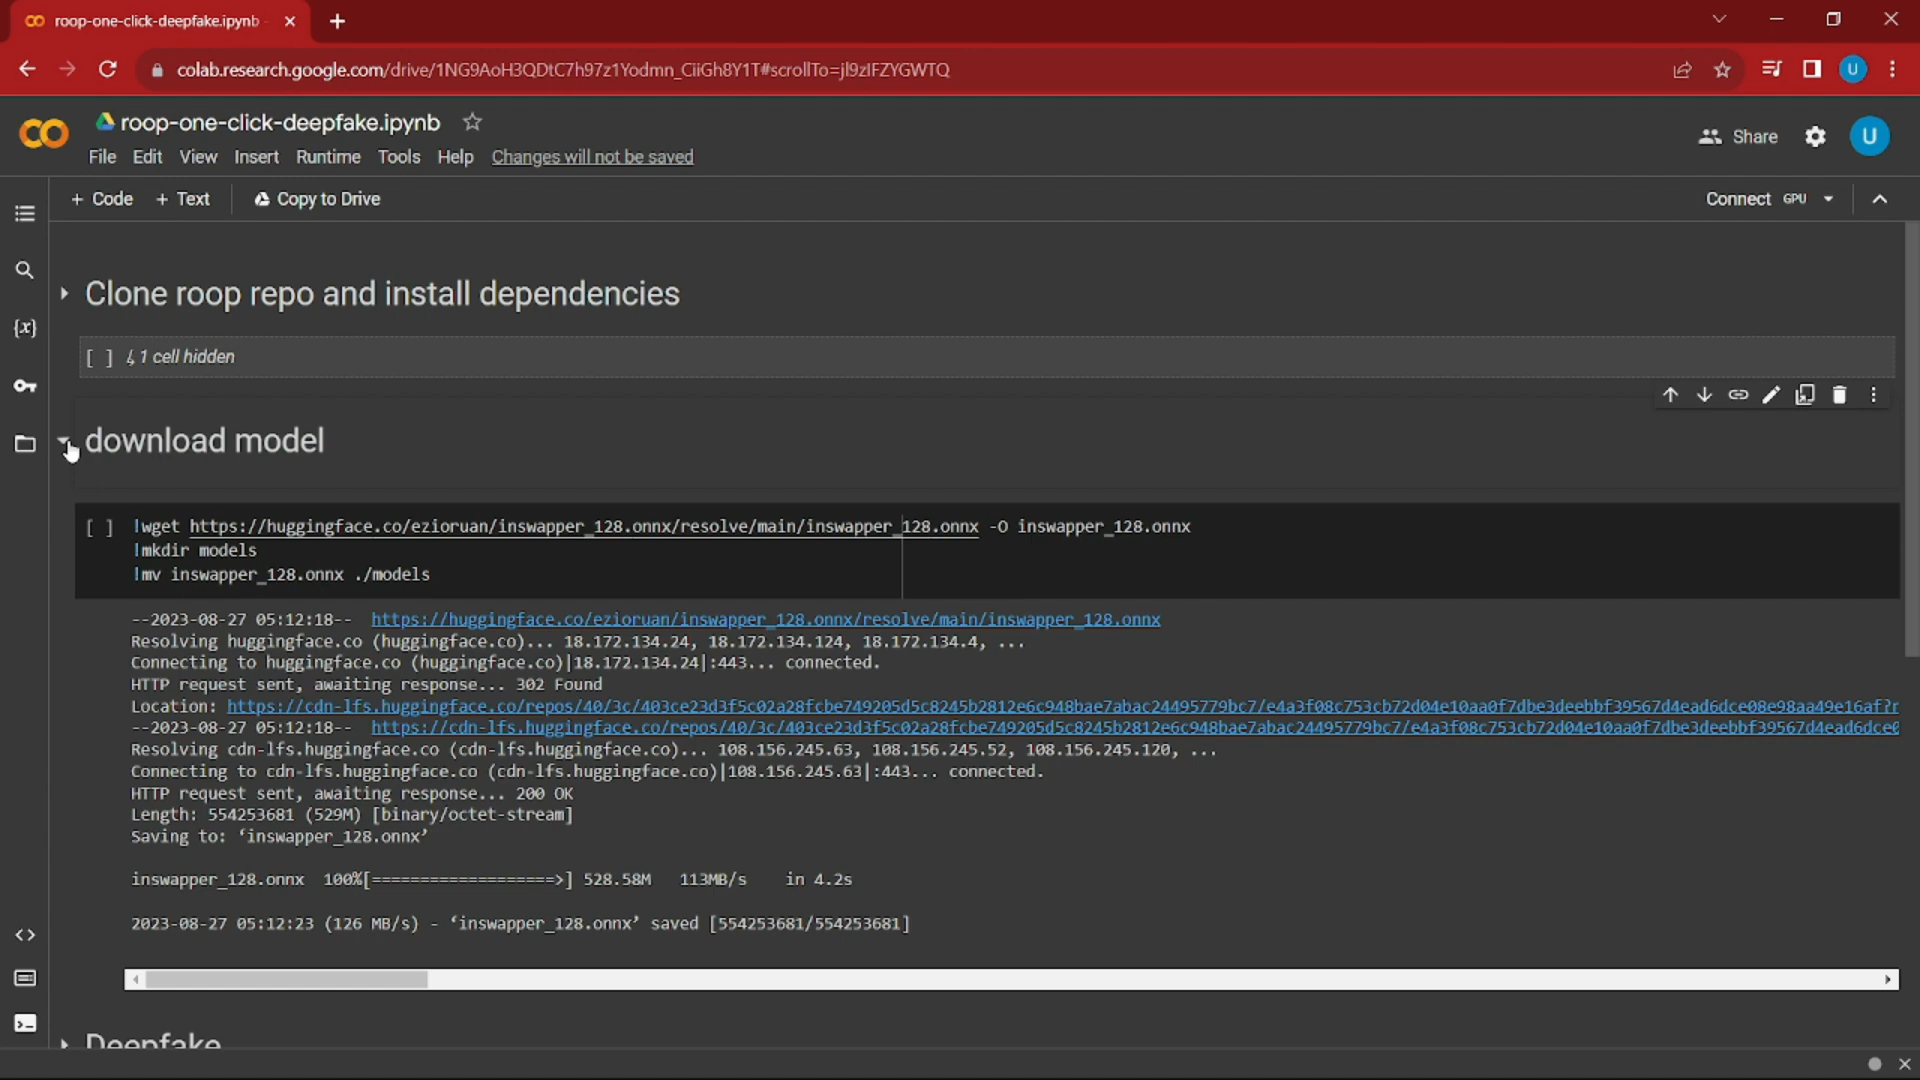 roop-one-click-deepfake.ipynb
colab.research.google.com/drive/1NG9AoH3QDtC7h97z1Yodmn_CiiGh8Y1T#scrollTo=jl9zIFZYGWTQ
U
roop-one-click-deepfake.ipynb
File Edit View Insert Runtime Tools Help Changes will not be saved
Share
U
+ Code + Text Copy to Drive
Connect GPU
Clone roop repo and install dependencies
[ ] ↳ 1 cell hidden
download model
[ ] !wget https://huggingface.co/ezioruan/inswapper_128.onnx/resolve/main/inswapper_128.onnx -O inswapper_128.onnx
!mkdir models
!mv inswapper_128.onnx ./models
--2023-08-27 05:12:18-- https://huggingface.co/ezioruan/inswapper_128.onnx/resolve/main/inswapper_128.onnx
Resolving huggingface.co (huggingface.co)... 18.172.134.24, 18.172.134.124, 18.172.134.4, ...
Connecting to huggingface.co (huggingface.co)|18.172.134.24|:443... connected.
HTTP request sent, awaiting response... 302 Found
Location: https://cdn-lfs.huggingface.co/repos/40/3c/403ce23d3f5c02a28fcbe749205d5c8245b2812e6c948bae7abac24495779bc7/e4a3f08c753cb72d04e10aa0f7dbe3deebbf39567d4ead6dce08e98aa49e16af?r
--2023-08-27 05:12:18-- https://cdn-lfs.huggingface.co/repos/40/3c/403ce23d3f5c02a28fcbe749205d5c8245b2812e6c948bae7abac24495779bc7/e4a3f08c753cb72d04e10aa0f7dbe3deebbf39567d4ead6dce0
Resolving cdn-lfs.huggingface.co (cdn-lfs.huggingface.co)... 108.156.245.63, 108.156.245.52, 108.156.245.120, ...
Connecting to cdn-lfs.huggingface.co (cdn-lfs.huggingface.co)|108.156.245.63|:443... connected.
HTTP request sent, awaiting response... 200 OK
Length: 554253681 (529M) [binary/octet-stream]
Saving to: ‘inswapper_128.onnx’
inswapper_128.onnx 100%[===================>] 528.58M 113MB/s in 4.2s
2023-08-27 05:12:23 (126 MB/s) - ‘inswapper_128.onnx’ saved [554253681/554253681]
Deepfake